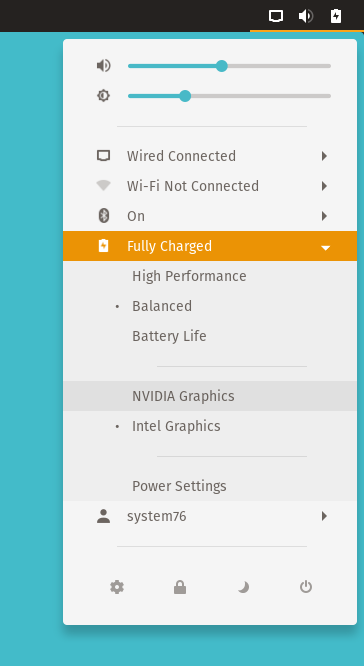 Wired Connected
Wi-Fi Not Connected
On
Fully Charged
High Performance
• Balanced
Battery Life
NVIDIA Graphics
• Intel Graphics
Power Settings
system76